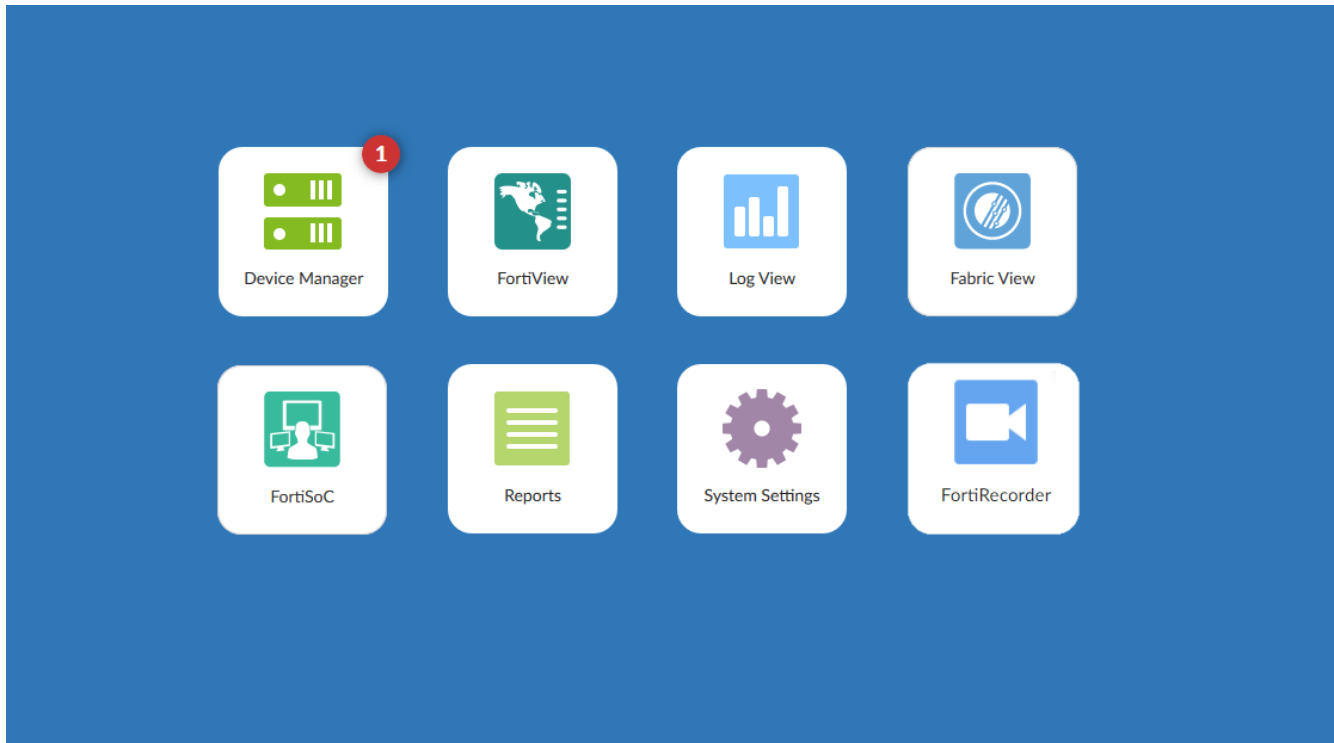 1
Device Manager
FortiView
Log View
Fabric View
FortiSoC
Reports
System Settings
FortiRecorder